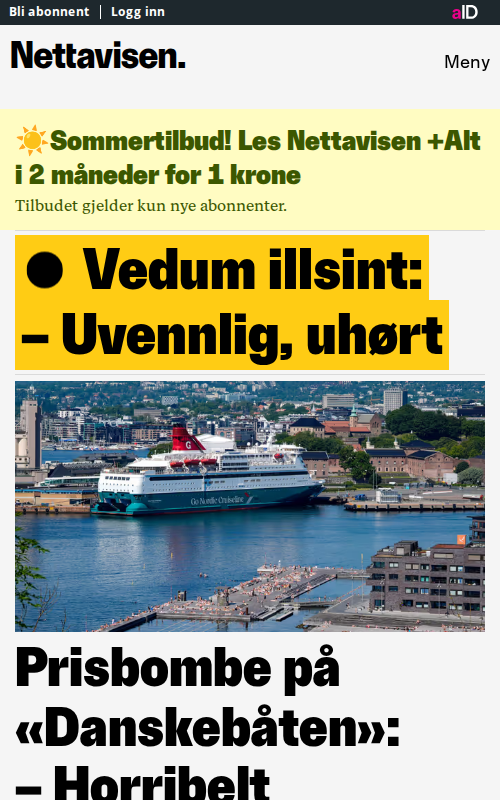 Bli abonnent | Logg inn
aID
Nettavisen.
Meny
☀️Sommertilbud! Les Nettavisen +Alt
i 2 måneder for 1 krone
Tilbudet gjelder kun nye abonnenter.
● Vedum illsint:
– Uvennlig, uhørt
G
Go Nordic Cruiseline
Prisbombe på
«Danskebåten»:
– Horribelt